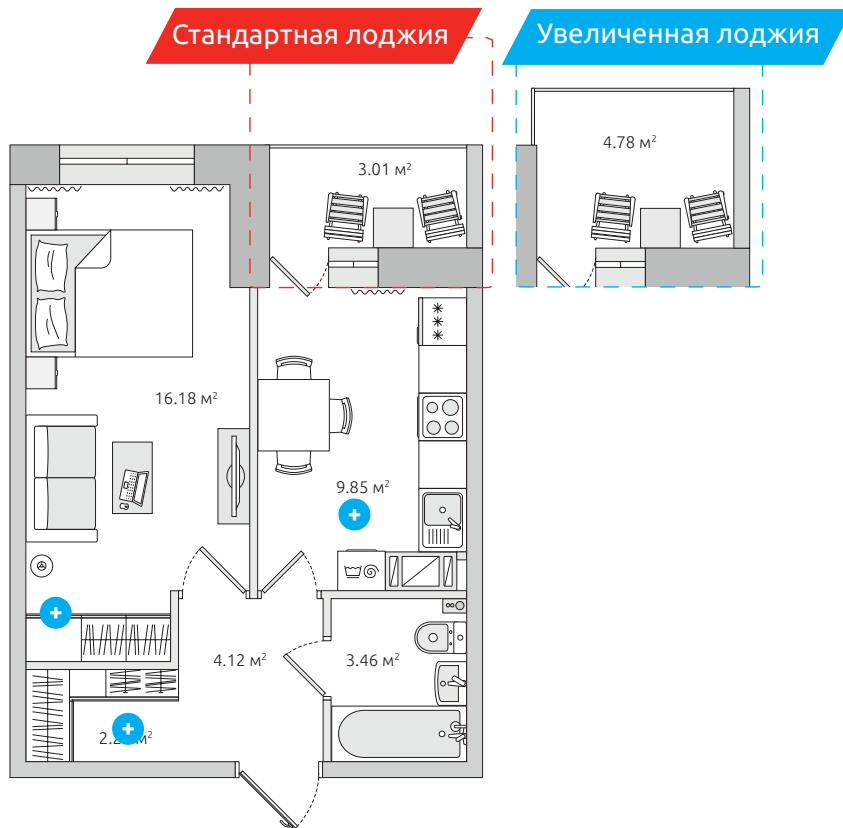 Стандартная лоджия
Увеличенная лоджия
4.78 м²
3.01 м²
16.18 м²
9.85 м²
4.12 м²
3.46 м²